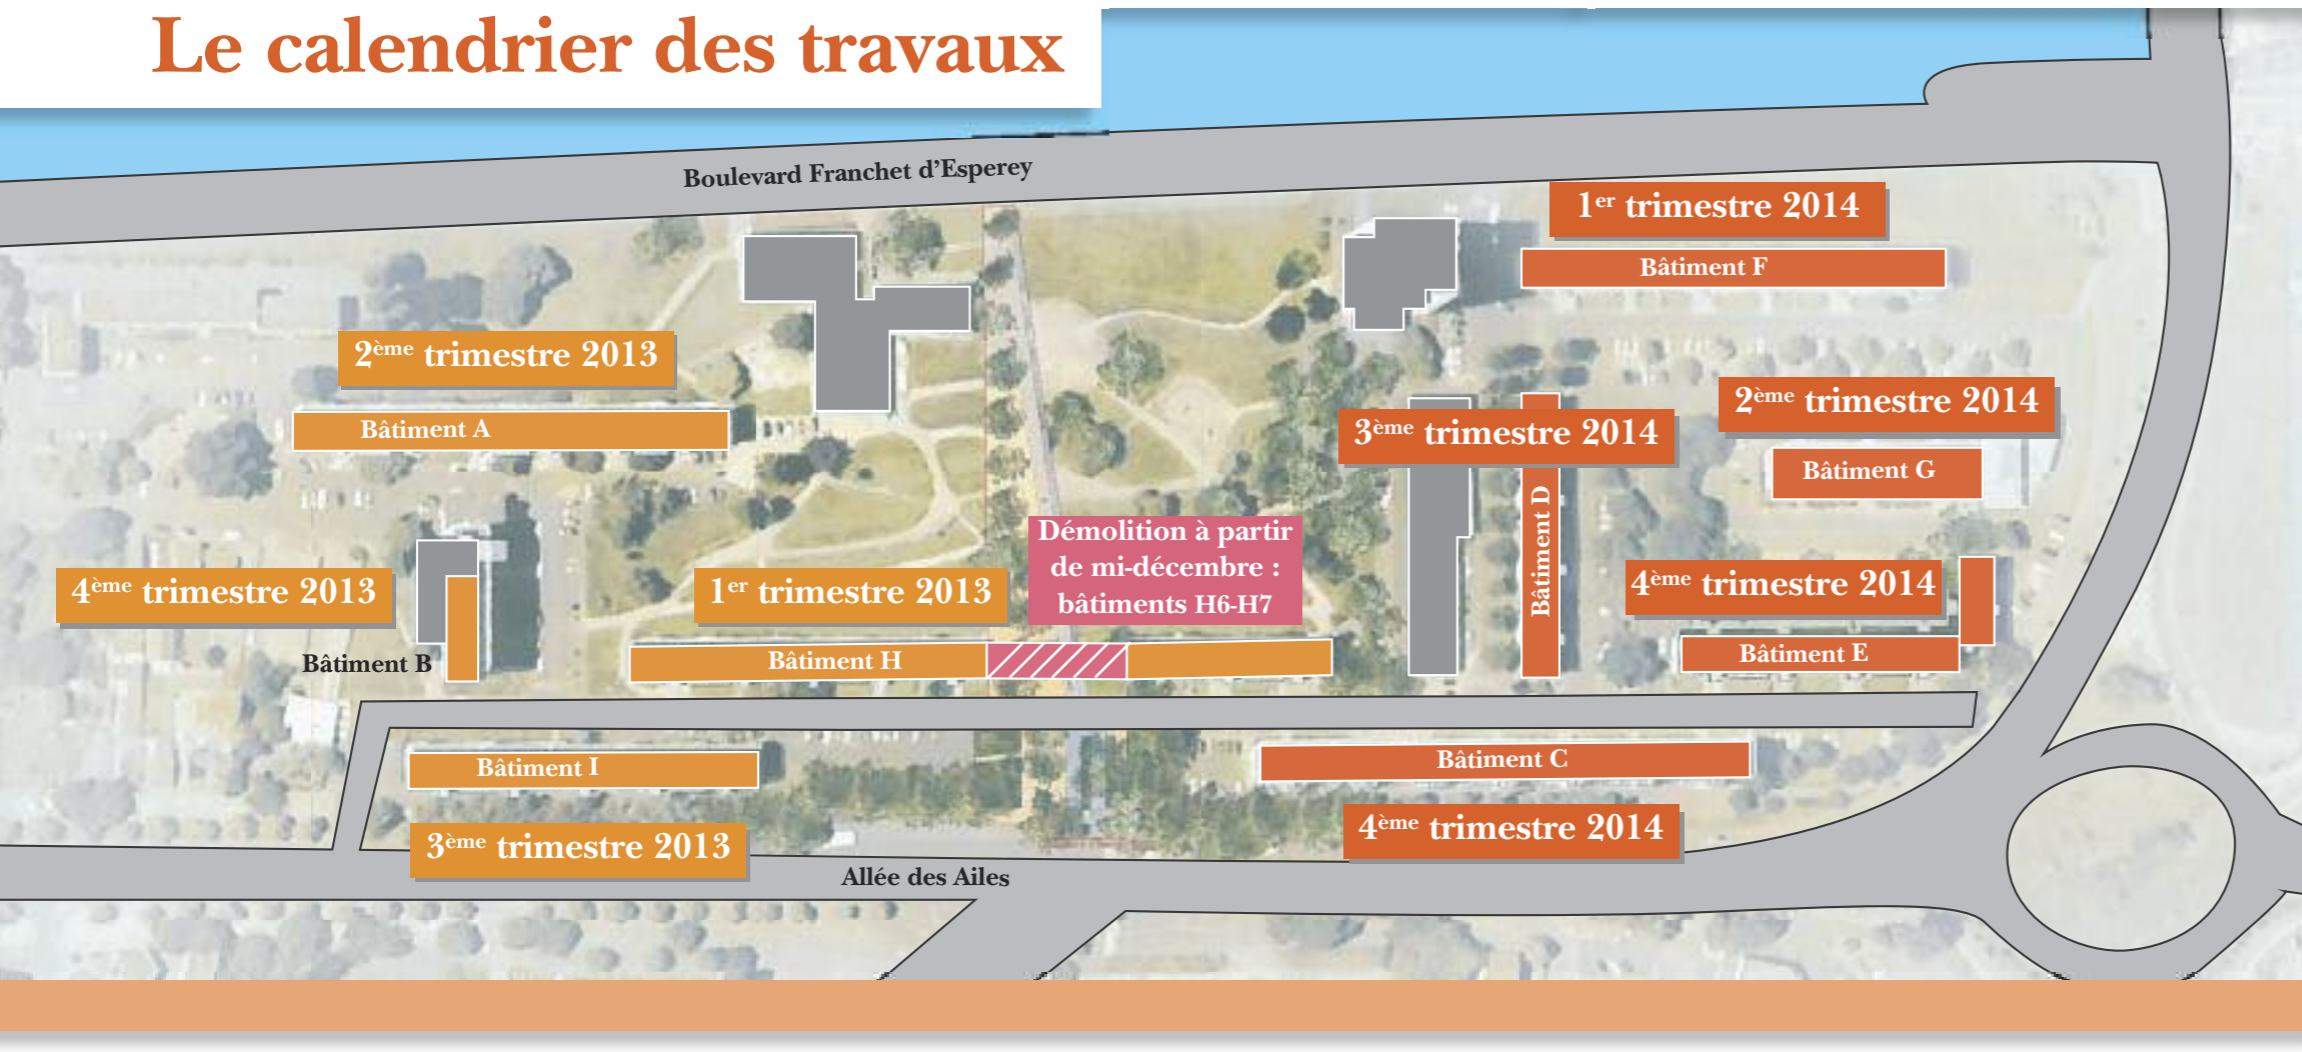 Le calendrier des travaux
Boulevard Franchet d'Esperey
1er trimestre 2014
Bâtiment F
2ème trimestre 2013
Bâtiment A
2ème trimestre 2014
Bâtiment G
3ème trimestre 2014
Bâtiment D
Démolition à partir
de mi-décembre :
bâtiments H6-H7
4ème trimestre 2013
Bâtiment B
1er trimestre 2013
Bâtiment H
4ème trimestre 2014
Bâtiment E
Bâtiment I
3ème trimestre 2013
Bâtiment C
4ème trimestre 2014
Allée des Ailes